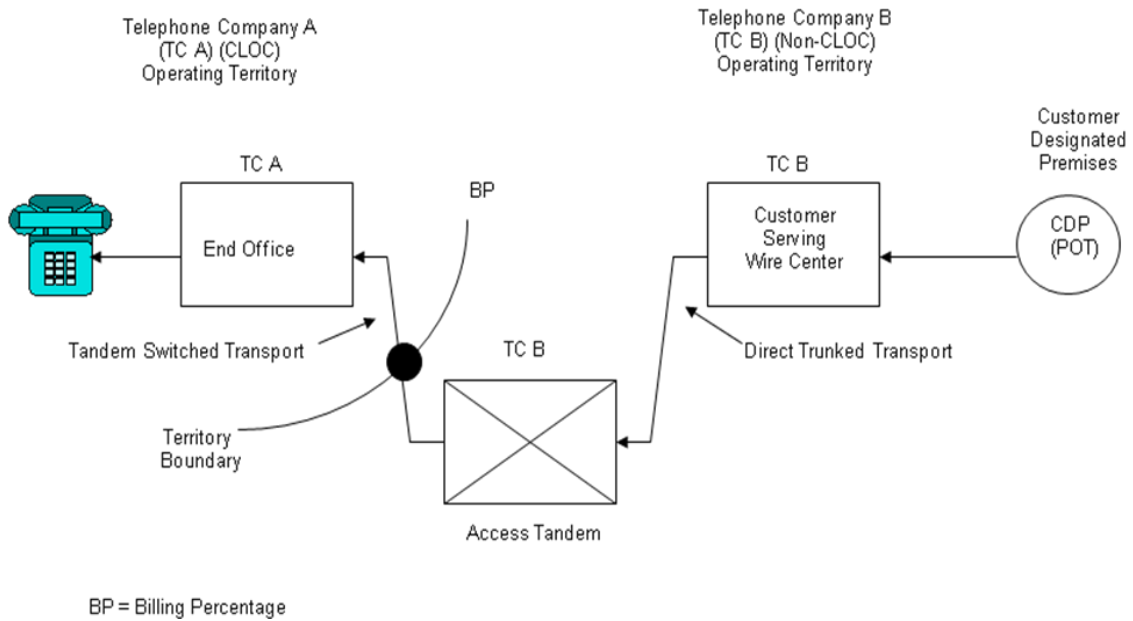 Telephone Company A
(TC A) (CLOC)
Operating Territory
Telephone Company B
(TC B) (Non-CLOC)
Operating Territory
Customer
Designated
Premises
TC A
BP
TC B
End Office
Customer
Serving
Wire Center
CDP
(POT)
Tandem Switched Transport
TC B
Direct Trunked Transport
Territory
Boundary
Access Tandem
BP = Billing Percentage